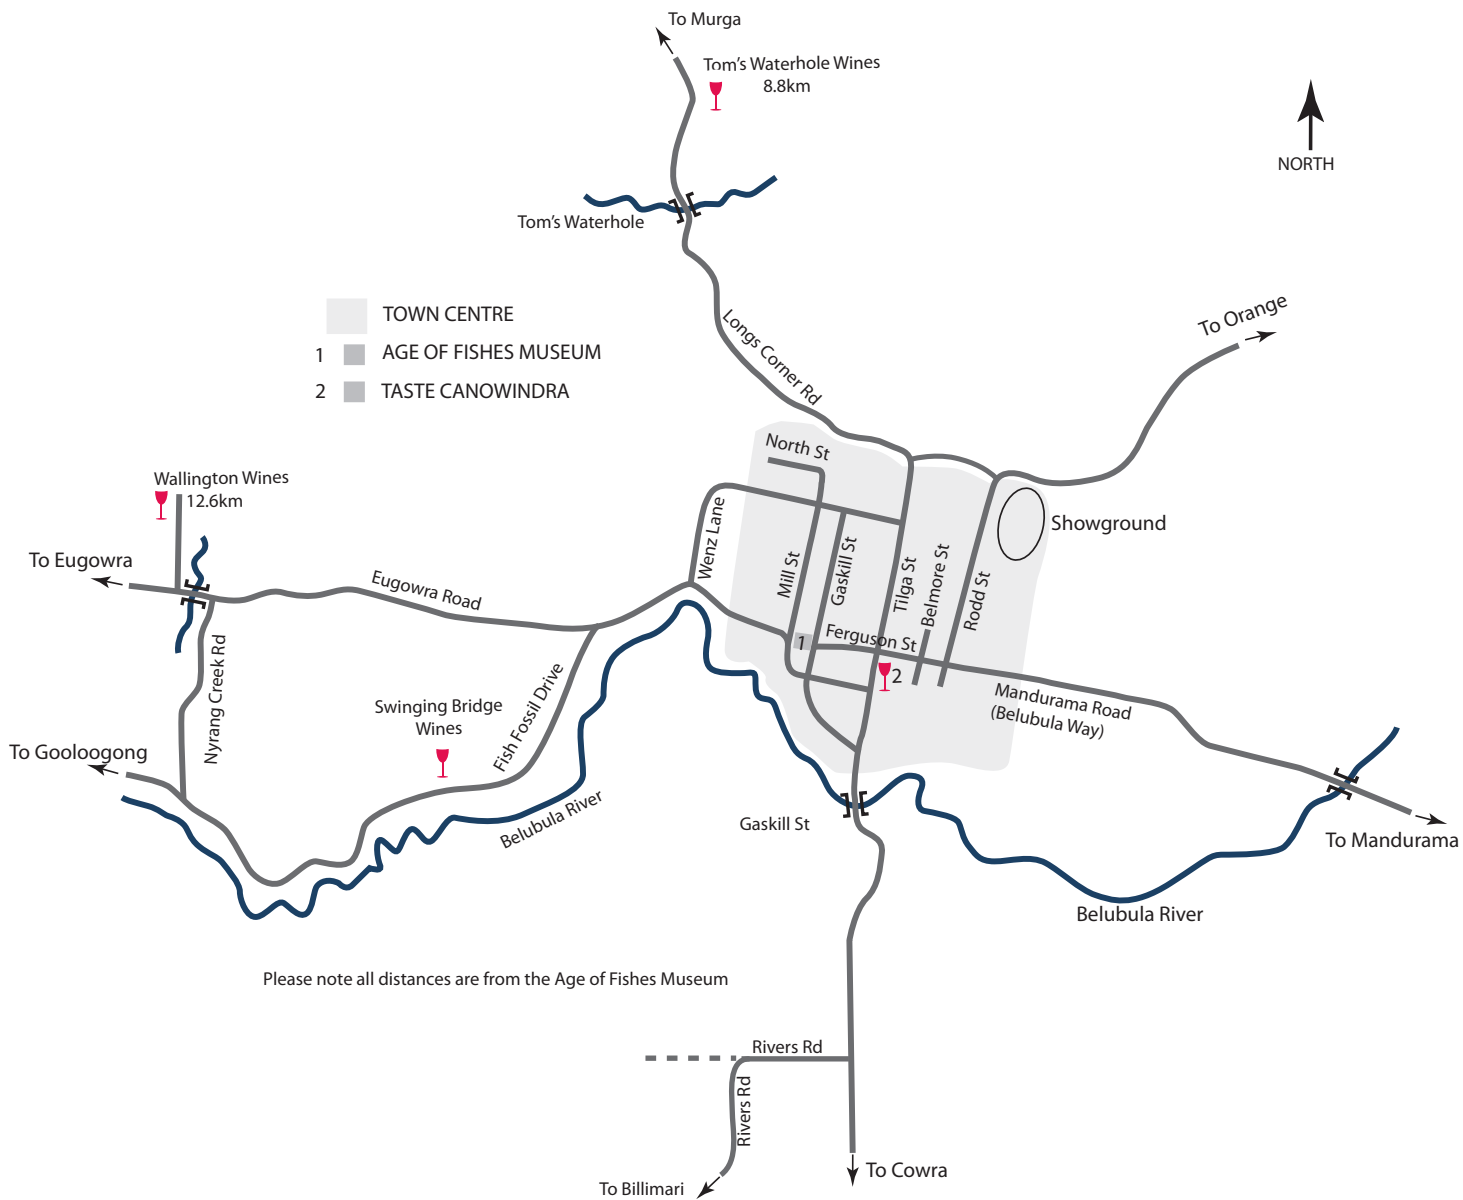 To Murga
Tom's Waterhole Wines
8.8km
NORTH
Tom's Waterhole
TOWN CENTRE
1 AGE OF FISHES MUSEUM
2 TASTE CANOWINDRA
Longs Corner Rd
To Orange
North St
Wallington Wines
12.6km
Showground
To Eugowra
Eugowra Road
Wenz Lane
Mill St
Gaskill St
Tilga St
Belmore St
Rodd St
1
Ferguson St
2
Nyrang Creek Rd
Fish Fossil Drive
Swinging Bridge
Wines
Mandurama Road
(Belubula Way)
To Gooloogong
Belubula River
Gaskill St
To Mandurama
Belubula River
Please note all distances are from the Age of Fishes Museum
Rivers Rd
Rivers Rd
To Cowra
To Billimari